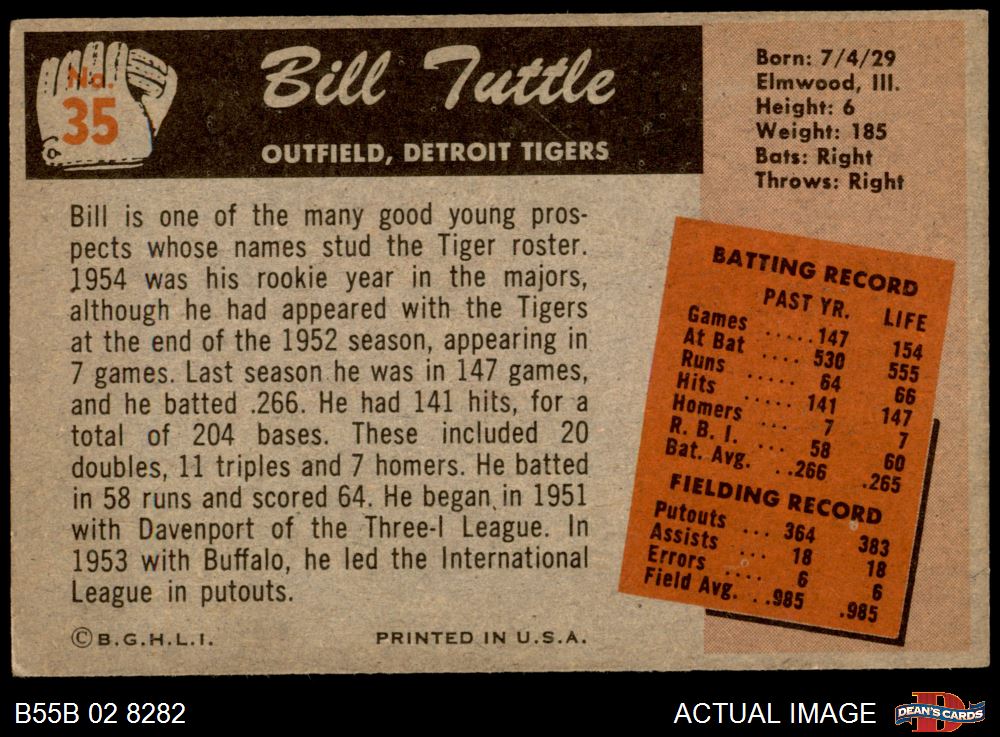 No.
35
Bill Tuttle
OUTFIELD, DETROIT TIGERS
Born: 7/4/29
Elmwood, Ill.
Height: 6
Weight: 185
Bats: Right
Throws: Right
Bill is one of the many good young pros-
pects whose names stud the Tiger roster.
1954 was his rookie year in the majors,
although he had appeared with the Tigers
at the end of the 1952 season, appearing in
7 games. Last season he was in 147 games,
and he batted .266. He had 141 hits, for a
total of 204 bases. These included 20
doubles, 11 triples and 7 homers. He batted
in 58 runs and scored 64. He began in 1951
with Davenport of the Three-I League. In
1953 with Buffalo, he led the International
League in putouts.
BATTING RECORD
PAST YR. LIFE
Games ..... 147 154
At Bat .... 530 555
Runs ..... 64 66
Hits ..... 141 147
Homers ... 7 7
R. B. I. ... 58 60
Bat. Avg. ...266 .265
FIELDING RECORD
Putouts ... 364 383
Assists ... 18 18
Errors .... 6 6
Field Avg. ..985 .985
© B.G.H.L.I. PRINTED IN U.S.A.
B55B 02 8282
ACTUAL IMAGE
DEAN'S CARDS